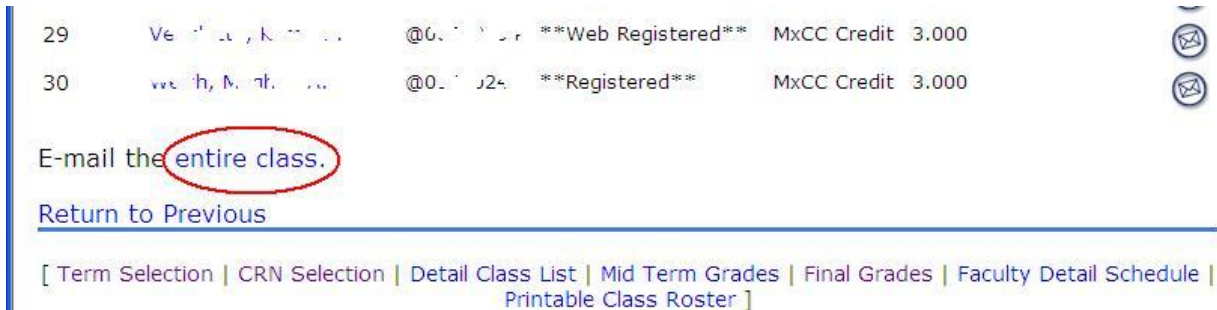 29 **Web Registered** MxCC Credit 3.000
30 **Registered** MxCC Credit 3.000
E-mail the entire class.
Return to Previous
[ Term Selection | CRN Selection | Detail Class List | Mid Term Grades | Final Grades | Faculty Detail Schedule |
Printable Class Roster ]